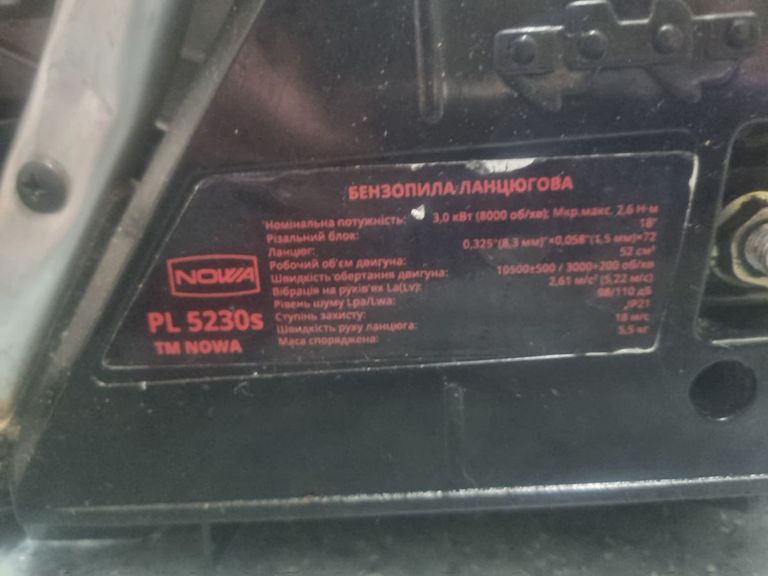 БЕНЗОПИЛА ЛАНЦЮГОВА
Номінальна потужність: 3,0 кВт (8000 об/хв); Мкр.макс. 2.6 Н·м
Різальний блок: 18"
Ланцюг: 0,325"(8,3 мм)"×0,058"(1,5 мм)×72
Робочий об'єм двигуна: 52 см³
Швидкість обертання двигуна: 10500±500 / 3000±200 об/хв
Вібрація на руків'ях La(Lv): 2,61 м/с² (5,22 м/с)
Рівень шуму Lpa/Lwa: 98/110 дБ
Ступінь захисту: IP21
Швидкість руху ланцюга: 18 м/с
Маса споряджена: 5,5 кг
NOWA
PL 5230s
TM NOWA